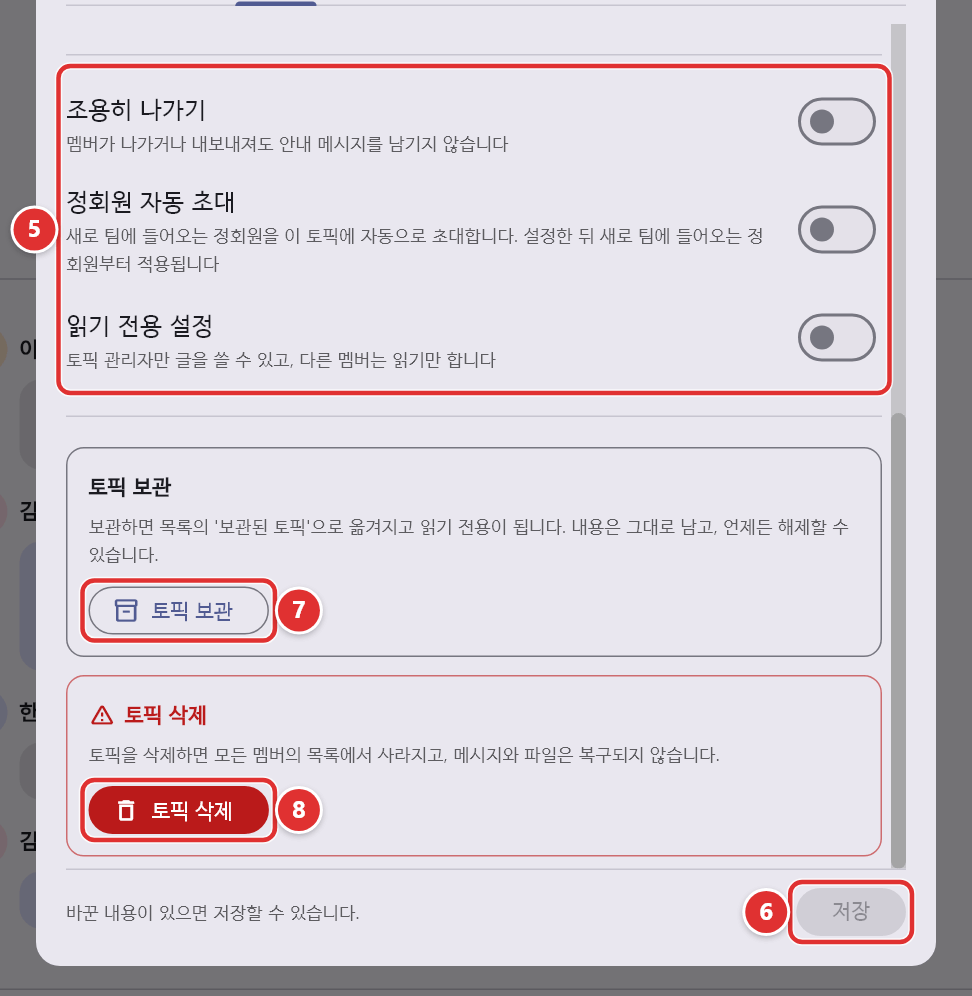 조용히 나가기
멤버가 나가거나 내보내져도 안내 메시지를 남기지 않습니다
정회원 자동 초대
5
새로 팀에 들어오는 정회원을 이 토픽에 자동으로 초대합니다. 설정한 뒤 새로 팀에 들어오는 정
회원부터 적용됩니다
읽기 전용 설정
이
토픽 관리자만 글을 쓸 수 있고, 다른 멤버는 읽기만 합니다
토픽 보관
김
보관하면 목록의 '보관된 토픽'으로 옮겨지고 읽기 전용이 됩니다. 내용은 그대로 남고, 언제든 해제할 수
있습니다.
토픽 보관
7
한
토픽 삭제
토픽을 삭제하면 모든 멤버의 목록에서 사라지고, 메시지와 파일은 복구되지 않습니다.
토픽 삭제
8
김
바꾼 내용이 있으면 저장할 수 있습니다.
6
저장